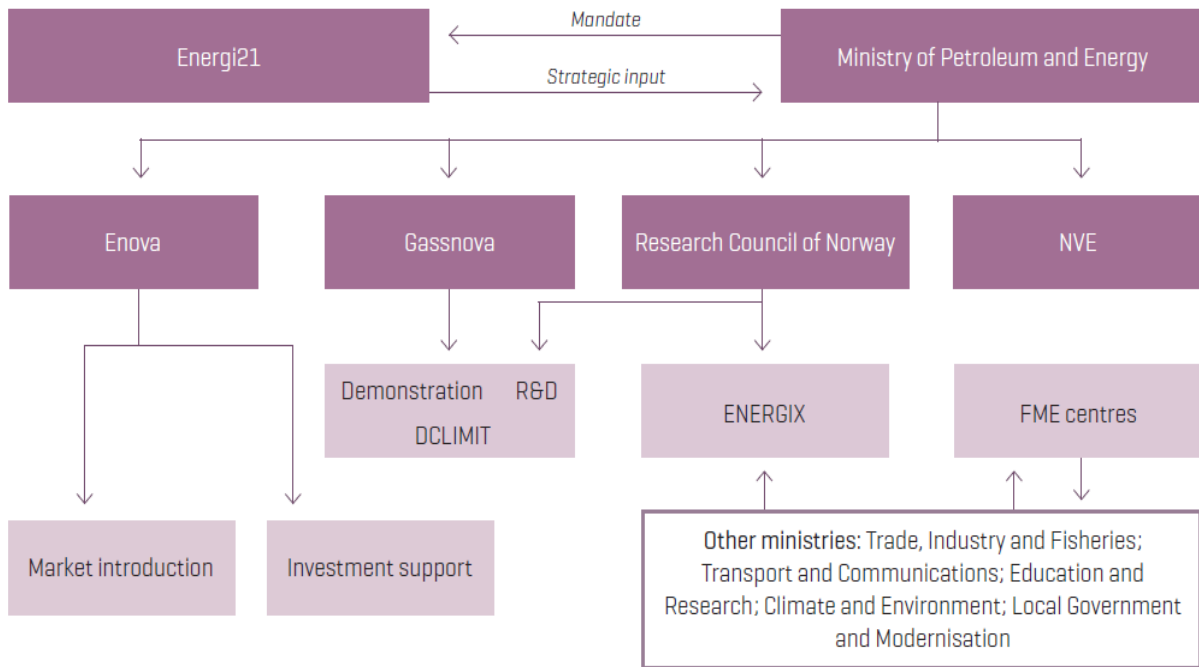 Mandate
Energi21
Ministry of Petroleum and Energy
Strategic input
Enova
Gassnova
Research Council of Norway
NVE
Demonstration R&D
DCLIMIT
ENERGIX
FME centres
Market introduction
Investment support
Other ministries: Trade, Industry and Fisheries;
Transport and Communications; Education and
Research; Climate and Environment; Local Government
and Modernisation